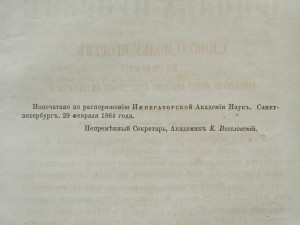 Напечатано по распоряженію Императорской Академіи Наукъ. Санкт-
петербургъ. 29 февраля 1864 года.
Непремѣнный Секретарь, Академикъ К. Веселовскій.